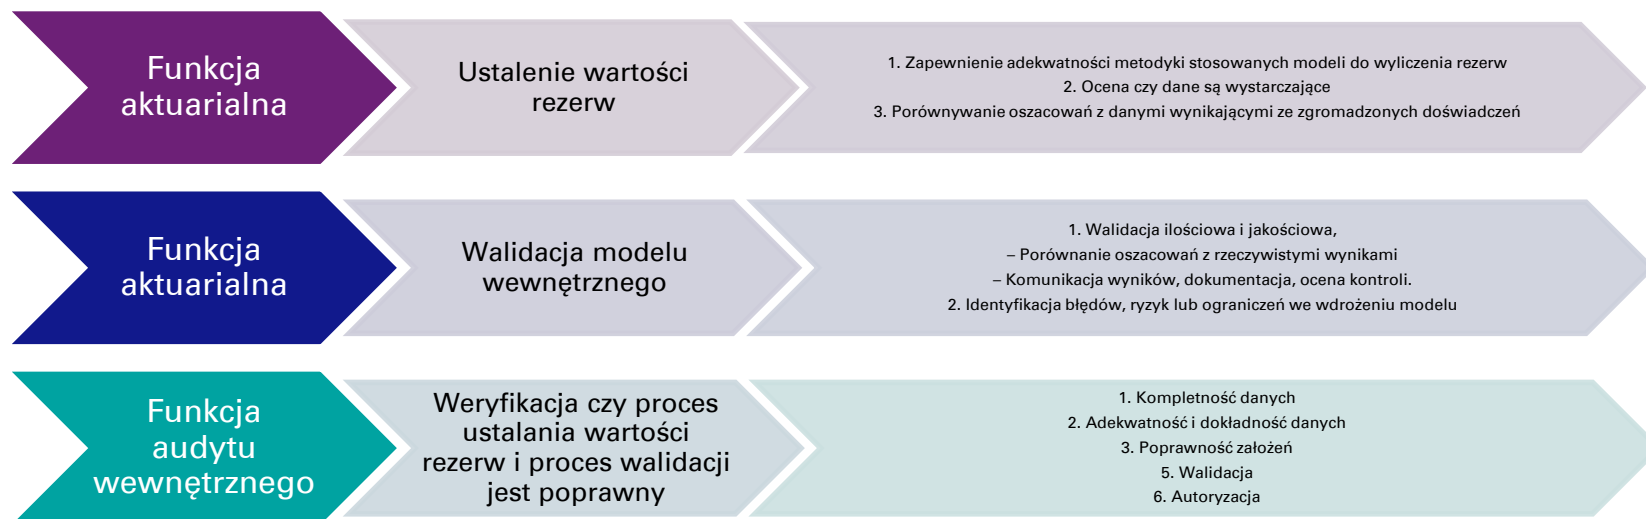 Funkcja
aktuarialna
Ustalenie wartości
rezerw
1. Zapewnienie adekwatności metodyki stosowanych modeli do wyliczenia rezerw
2. Ocena czy dane są wystarczające
3. Porównywanie oszacowań z danymi wynikającymi ze zgromadzonych doświadczeń
Funkcja
aktuarialna
Walidacja modelu
wewnętrznego
1. Walidacja ilościowa i jakościowa,
– Porównanie oszacowań z rzeczywistymi wynikami
– Komunikacja wyników, dokumentacja, ocena kontroli.
2. Identyfikacja błędów, ryzyk lub ograniczeń we wdrożeniu modelu
Funkcja
audytu
wewnętrznego
Weryfikacja czy proces
ustalania wartości
rezerw i proces walidacji
jest poprawny
1. Kompletność danych
2. Adekwatność i dokładność danych
3. Poprawność założeń
5. Walidacja
6. Autoryzacja